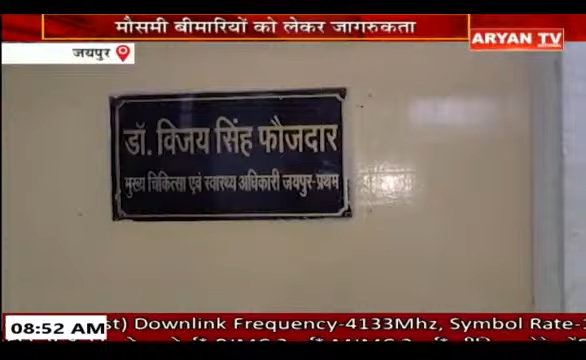 मौसमी बीमारियों को लेकर जागरुकता
ARYAN TV
जयपुर
डॉ. विजय सिंह फौजदार
मुख्य चिकित्सा एवं स्वास्थ्य अधिकारी जयपुर-प्रथम
08:52 AM
st) Downlink Frequency-4133Mhz, Symbol Rate-